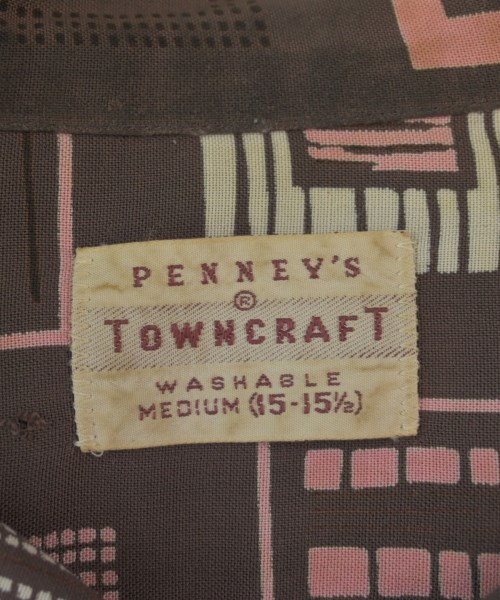 PENNEY'S
®
TOWNCRAFT
WASHABLE
MEDIUM (15-15½)